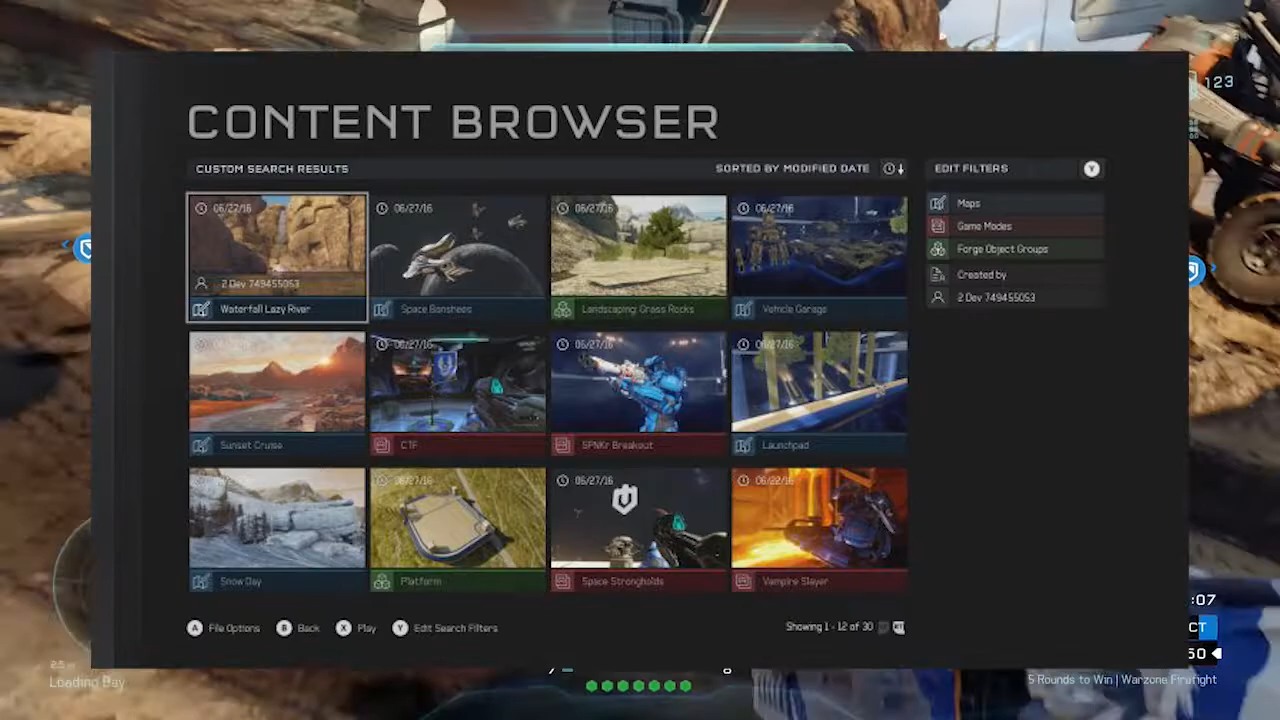 CONTENT BROWSER
123
CUSTOM SEARCH RESULTS
SORTED BY MODIFIED DATE
EDIT FILTERS
Y
06/27/16
06/27/16
06/27/16
06/27/16
Maps
Game Modes
Forge Object Groups
Created by
2 Dev 749455053
2 Dev 749455053
Waterfall Lazy River
Space Banshees
Landscaping: Grass Rocks
Vehicle Garage
06/27/16
06/27/16
06/27/16
Sunset Cruise
CTF
SPNKr Breakout
Launchpad
06/27/16
06/27/16
06/22/16
Snow Day
Platform
Space Strongholds
Vampire Slayer
A File Options
B Back
X Play
Y Edit Search Filters
Showing 1 - 12 of 30
RT
:07
CT
50
2.5
Loading Bay
5 Rounds to Win | Warzone Firefight